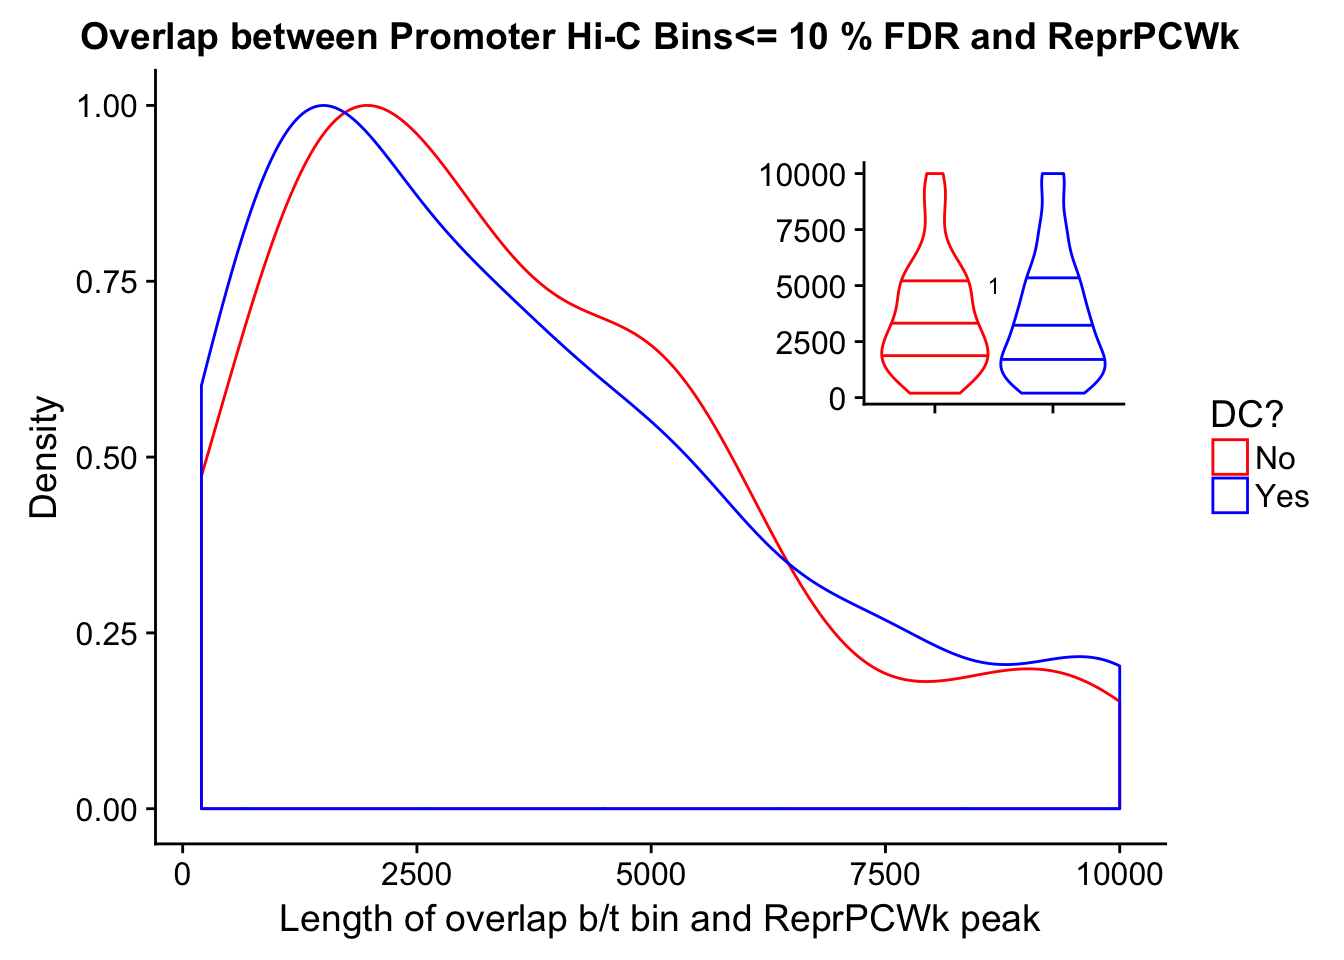 Overlap between Promoter Hi-C Bins<= 10 % FDR and ReprPCWk
1.00
0.75
0.50
0.25
0.00
Density
0
2500
5000
7500
10000
Length of overlap b/t bin and ReprPCWk peak
10000
7500
5000
2500
0
1
DC?
No
Yes